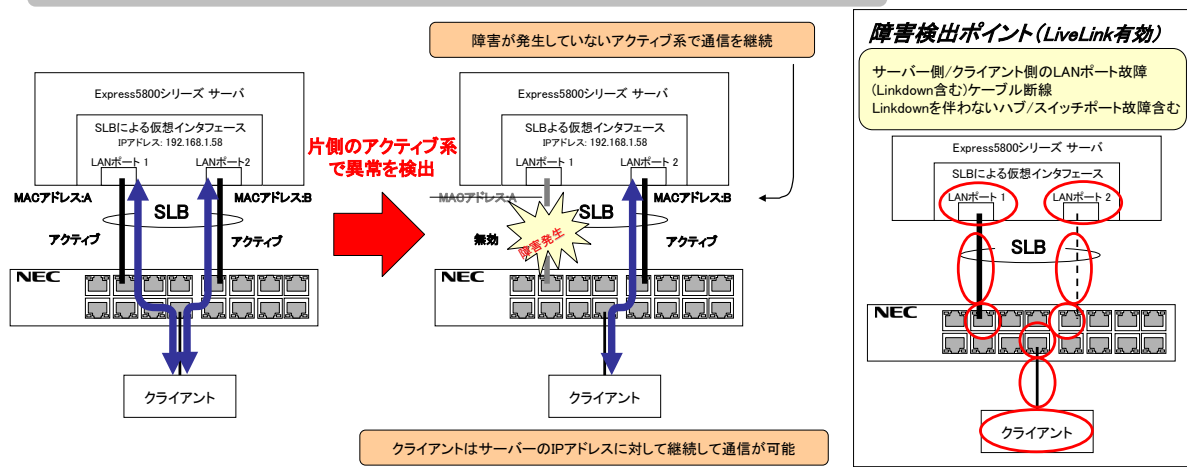 障害が発生していないアクティブ系で通信を継続
Express5800シリーズ サーバ
SLBによる仮想インタフェース
IPアドレス: 192.168.1.58
LANポート 1
LANポート2
MACアドレス:A
MACアドレス:B
SLB
アクティブ
アクティブ
NEC
クライアント
片側のアクティブ系
で異常を検出
Express5800シリーズ サーバ
SLBよる仮想インタフェース
IPアドレス: 192.168.1.58
LANポート 1
LANポート 2
MACアドレス:A
MACアドレス:B
SLB
無効
障害発生
アクティブ
NEC
クライアント
クライアントはサーバーのIPアドレスに対して継続して通信が可能
障害検出ポイント(LiveLink有効)
サーバー側/クライアント側のLANポート故障
(Linkdown含む)ケーブル断線
Linkdownを伴わないハブ/スイッチポート故障含む
Express5800シリーズ サーバ
SLBによる仮想インタフェース
LANポート 1
LANポート 2
SLB
NEC
クライアント